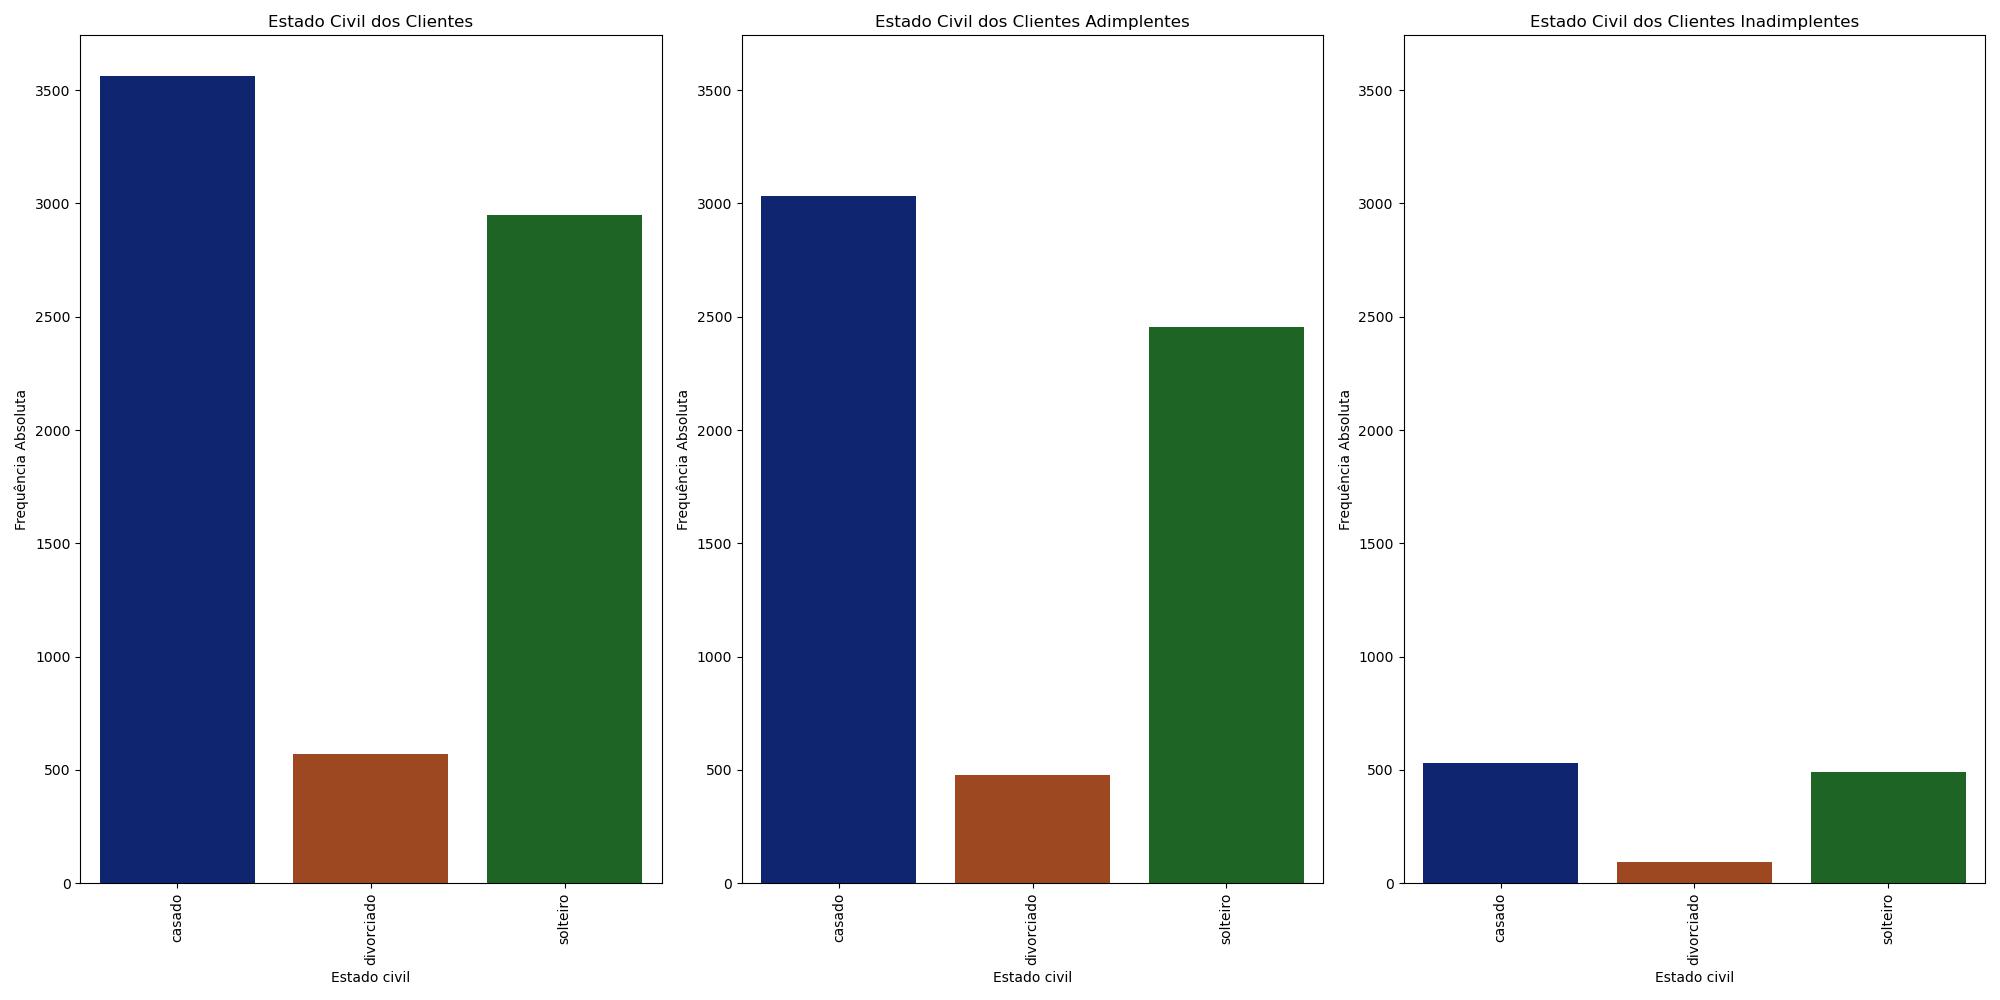 Estado Civil dos Clientes
Frequência Absoluta
3500
3000
2500
2000
1500
1000
500
0
casado
divorciado
solteiro
Estado civil
Estado Civil dos Clientes Adimplentes
Frequência Absoluta
3500
3000
2500
2000
1500
1000
500
0
casado
divorciado
solteiro
Estado civil
Estado Civil dos Clientes Inadimplentes
Frequência Absoluta
3500
3000
2500
2000
1500
1000
500
0
casado
divorciado
solteiro
Estado civil